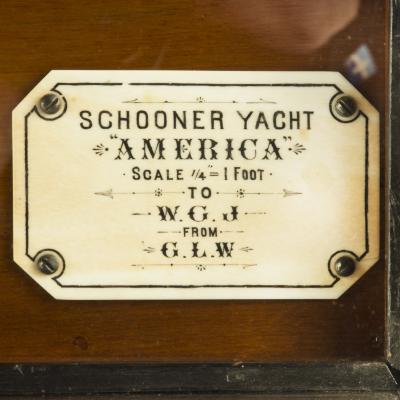 SCHOONER YACHT
"AMERICA"
· SCALE 1/4" = 1 FOOT ·
TO
W.G.J
FROM
G.L.W